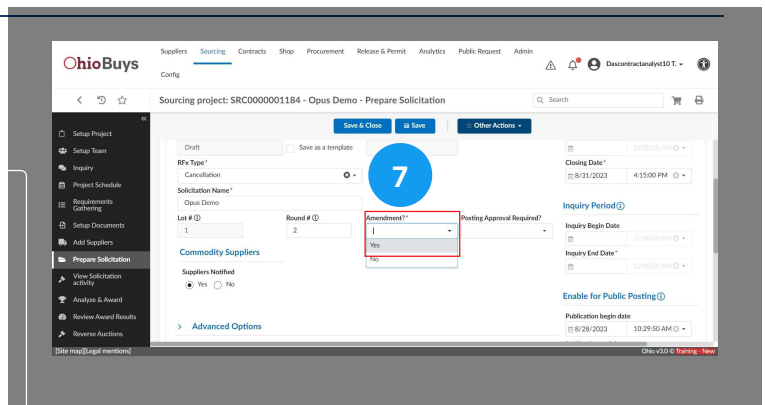 Suppliers Sourcing Contracts Shop Procurement Release & Permit Analytics Public Request Admin
OhioBuys
Dascontractanalyst10 T.
Config
Sourcing project: SRC0000001184 - Opus Demo - Prepare Solicitation
Search
Save & Close Save Other Actions
Setup Project
Setup Team
Inquiry
Project Schedule
Requirements Gathering
Setup Documents
Add Suppliers
Prepare Solicitation
View Solicitation activity
Analyze & Award
Review Award Results
Reverse Auctions
Draft Save as a template 12:00:00 AM
RFx Type* Closing Date*
Cancellation 8/31/2023 4:15:00 PM
7
Solicitation Name*
Opus Demo
Inquiry Period
Lot # Round # Amendment?* Posting Approval Required?
1 2
Inquiry Begin Date
12:00:00 AM
Yes
No
Commodity Suppliers
Inquiry End Date*
12:00:00 AM
Suppliers Notified
Yes No
Enable for Public Posting
Publication begin date
Advanced Options
8/28/2023 10:29:50 AM
[Site map][Legal mentions] Ohio v3.0 © Training - New